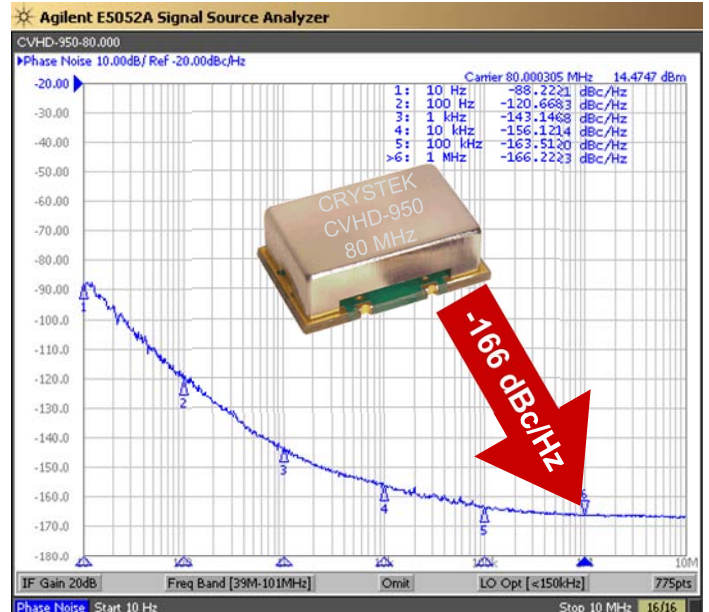 Agilent E5052A Signal Source Analyzer
CVHD-950-80.000
▶Phase Noise 10.00dB/ Ref -20.00dBc/Hz
Carrier 80.000305 MHz 14.4747 dBm
1: 10 Hz -88.2221 dBc/Hz
2: 100 Hz -120.6683 dBc/Hz
3: 1 kHz -143.1468 dBc/Hz
4: 10 kHz -156.1214 dBc/Hz
5: 100 kHz -163.5120 dBc/Hz
>6: 1 MHz -166.2223 dBc/Hz
-20.00
-30.00
-40.00
-50.00
-60.00
-70.00
-80.00
-90.00
-100.0
-110.0
-120.0
-130.0
-140.0
-150.0
-160.0
-170.0
-180.0
CRYSTEK
CVHD-950
80 MHz
-166 dBc/Hz
1
2
3
4
5
6
10M
IF Gain 20dB
Freq Band [39M-101MHz]
Omit
LO Opt [<150kHz]
775pts
Phase Noise Start 10 Hz
Stop 10 MHz 16/16